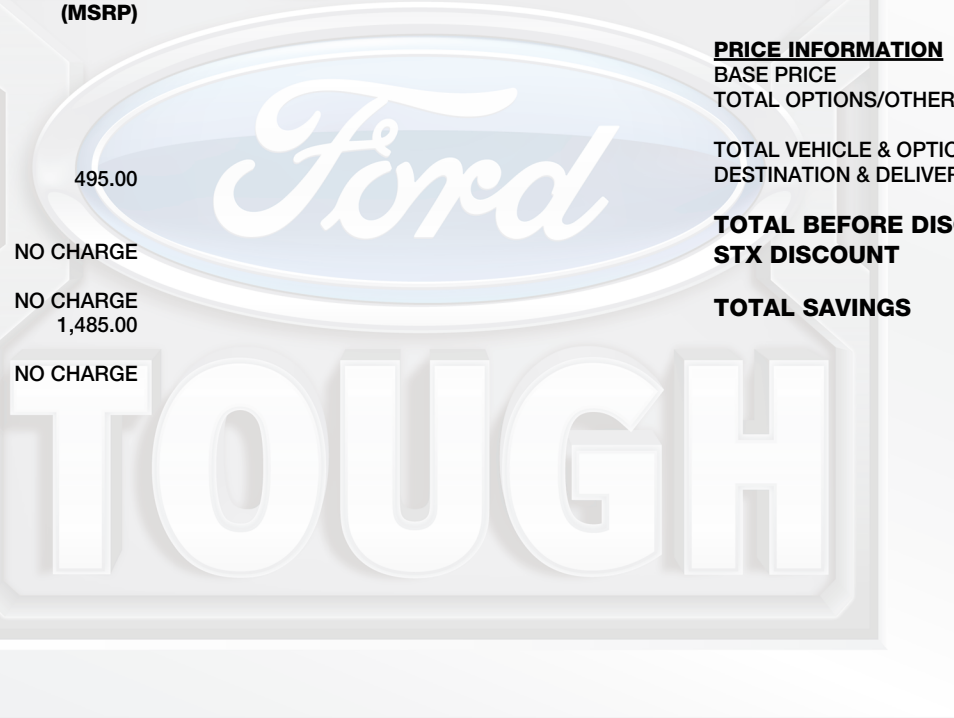 (MSRP)
495.00
NO CHARGE
NO CHARGE
1,485.00
NO CHARGE
PRICE INFORMATION
BASE PRICE
TOTAL OPTIONS/OTHER
TOTAL VEHICLE & OPTIO
DESTINATION & DELIVER
TOTAL BEFORE DISC
STX DISCOUNT
TOTAL SAVINGS
Ford
TOUGH